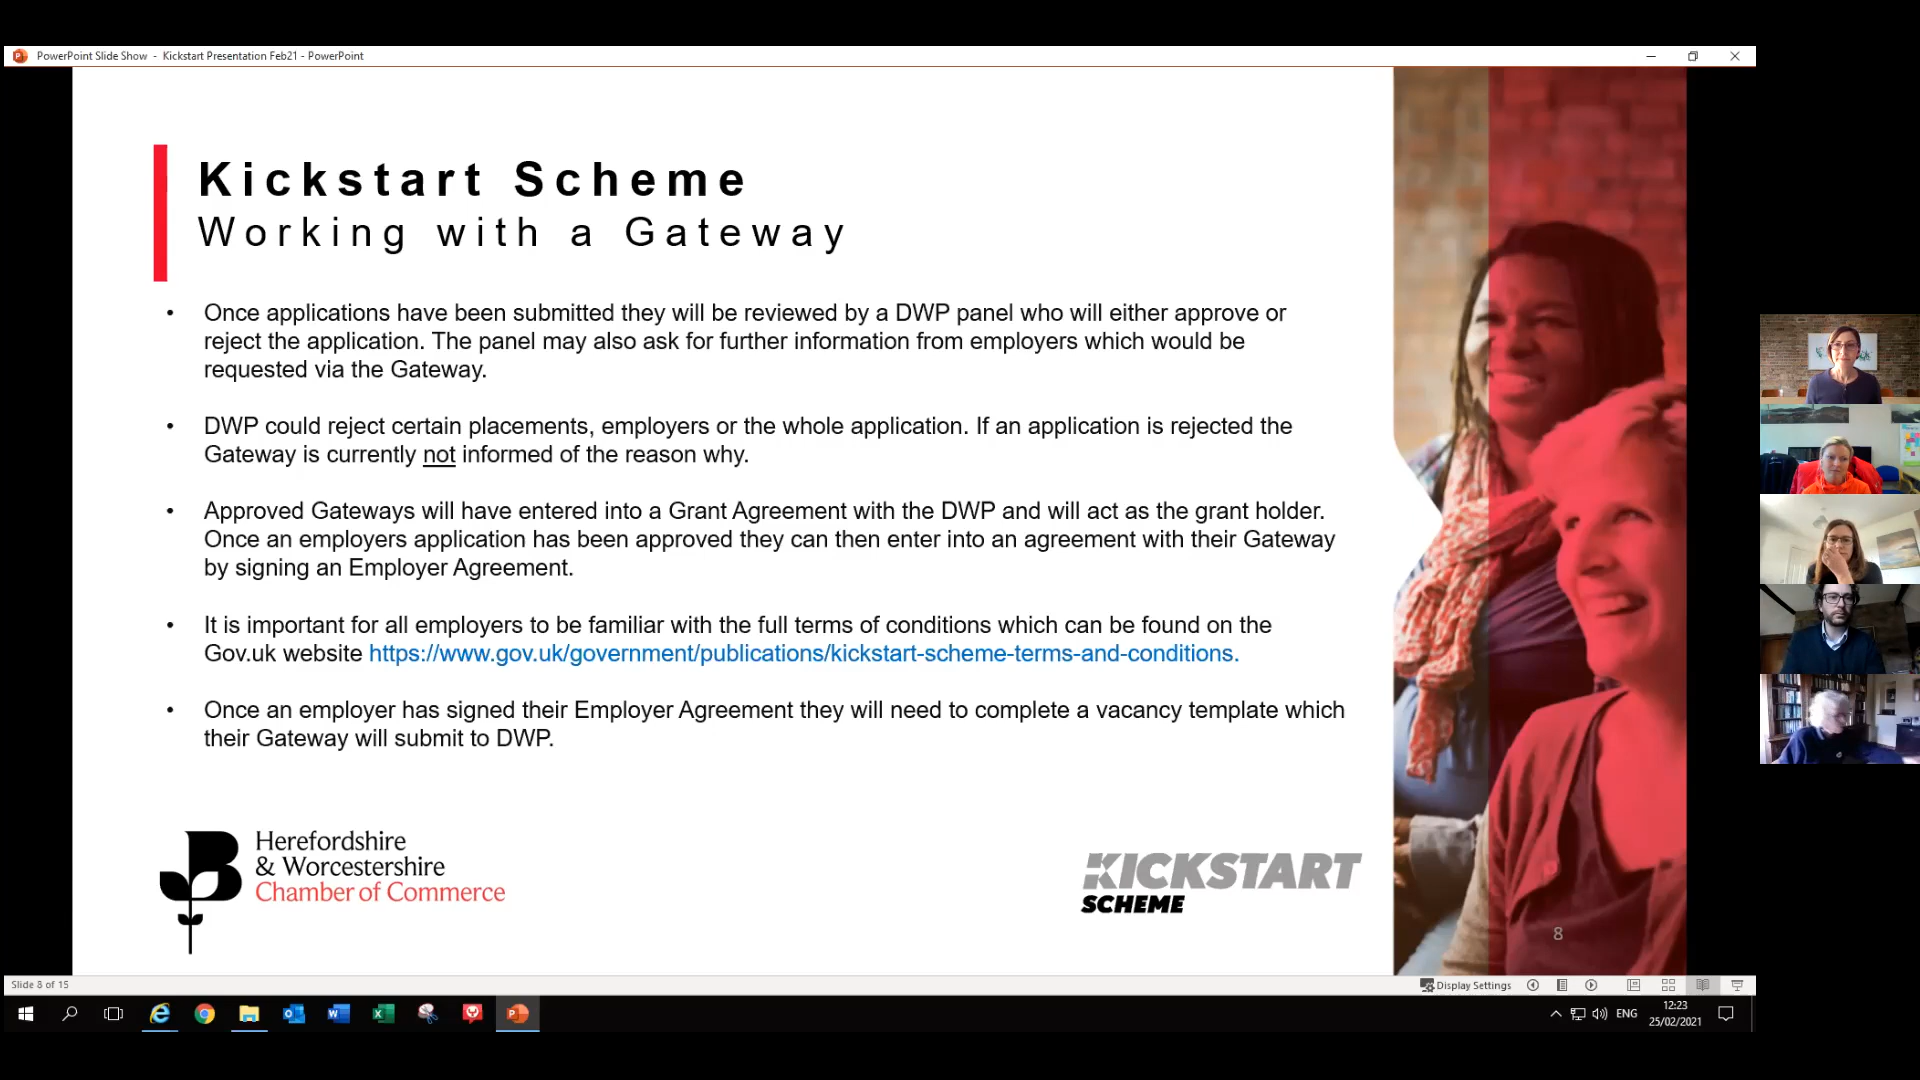 PowerPoint Slide Show - Kickstart Presentation Feb21 - PowerPoint
Kickstart Scheme
Working with a Gateway
• Once applications have been submitted they will be reviewed by a DWP panel who will either approve or
reject the application. The panel may also ask for further information from employers which would be
requested via the Gateway.
• DWP could reject certain placements, employers or the whole application. If an application is rejected the
Gateway is currently not informed of the reason why.
• Approved Gateways will have entered into a Grant Agreement with the DWP and will act as the grant holder.
Once an employers application has been approved they can then enter into an agreement with their Gateway
by signing an Employer Agreement.
• It is important for all employers to be familiar with the full terms of conditions which can be found on the
Gov.uk website https://www.gov.uk/government/publications/kickstart-scheme-terms-and-conditions.
• Once an employer has signed their Employer Agreement they will need to complete a vacancy template which
their Gateway will submit to DWP.
Herefordshire
& Worcestershire
Chamber of Commerce
KICKSTART
SCHEME
8
Slide 8 of 15
Display Settings
ENG
12:23
25/02/2021